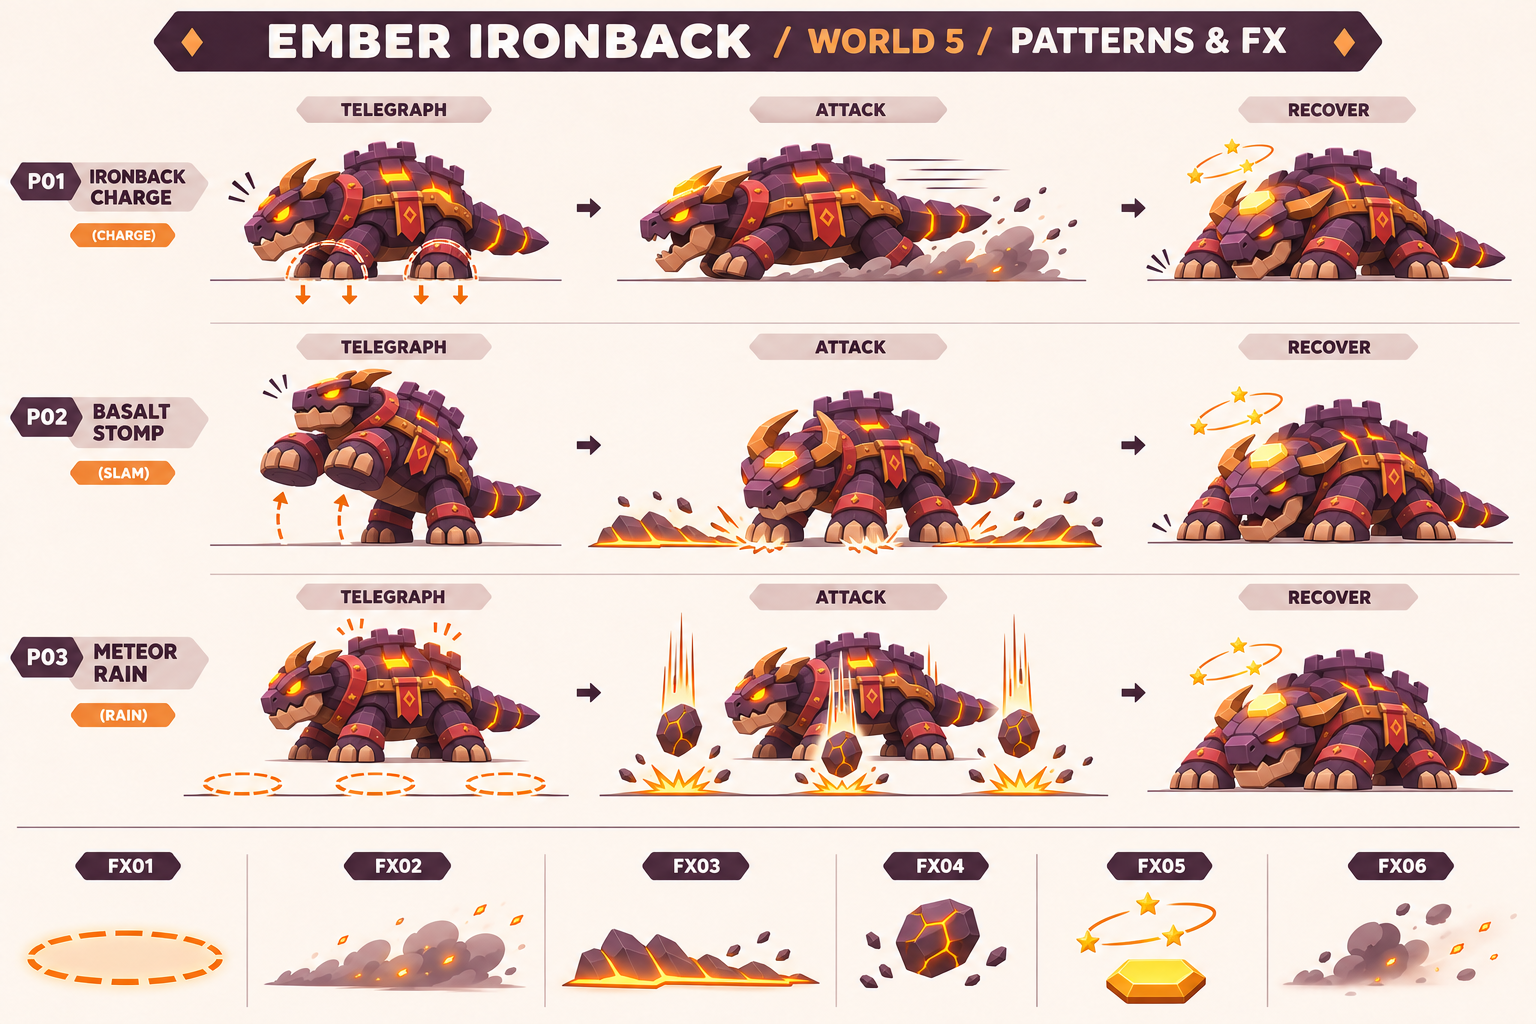 EMBER IRONBACK / WORLD 5 / PATTERNS & FX
TELEGRAPH
ATTACK
RECOVER
P01
IRONBACK
CHARGE
(CHARGE)
TELEGRAPH
ATTACK
RECOVER
P02
BASALT
STOMP
(SLAM)
TELEGRAPH
ATTACK
RECOVER
P03
METEOR
RAIN
(RAIN)
FX01
FX02
FX03
FX04
FX05
FX06